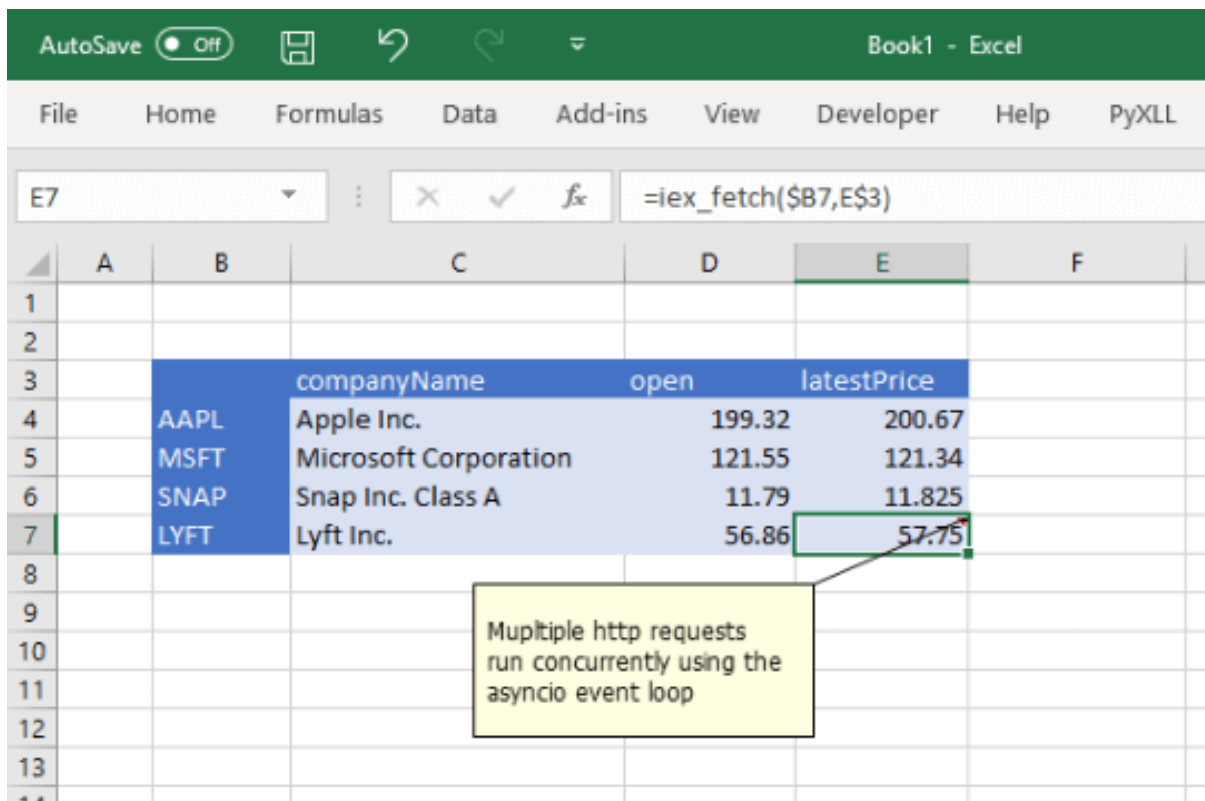 AutoSave Off Book1 - Excel
File Home Formulas Data Add-ins View Developer Help PyXLL
E7 fx =iex_fetch($B7,E$3)
A B C D E F
1
2
3 companyName open latestPrice
4 AAPL Apple Inc. 199.32 200.67
5 MSFT Microsoft Corporation 121.55 121.34
6 SNAP Snap Inc. Class A 11.79 11.825
7 LYFT Lyft Inc. 56.86 57.75
8
9
Mupltiple http requests
10
run concurrently using the
11
asyncio event loop
12
13
14